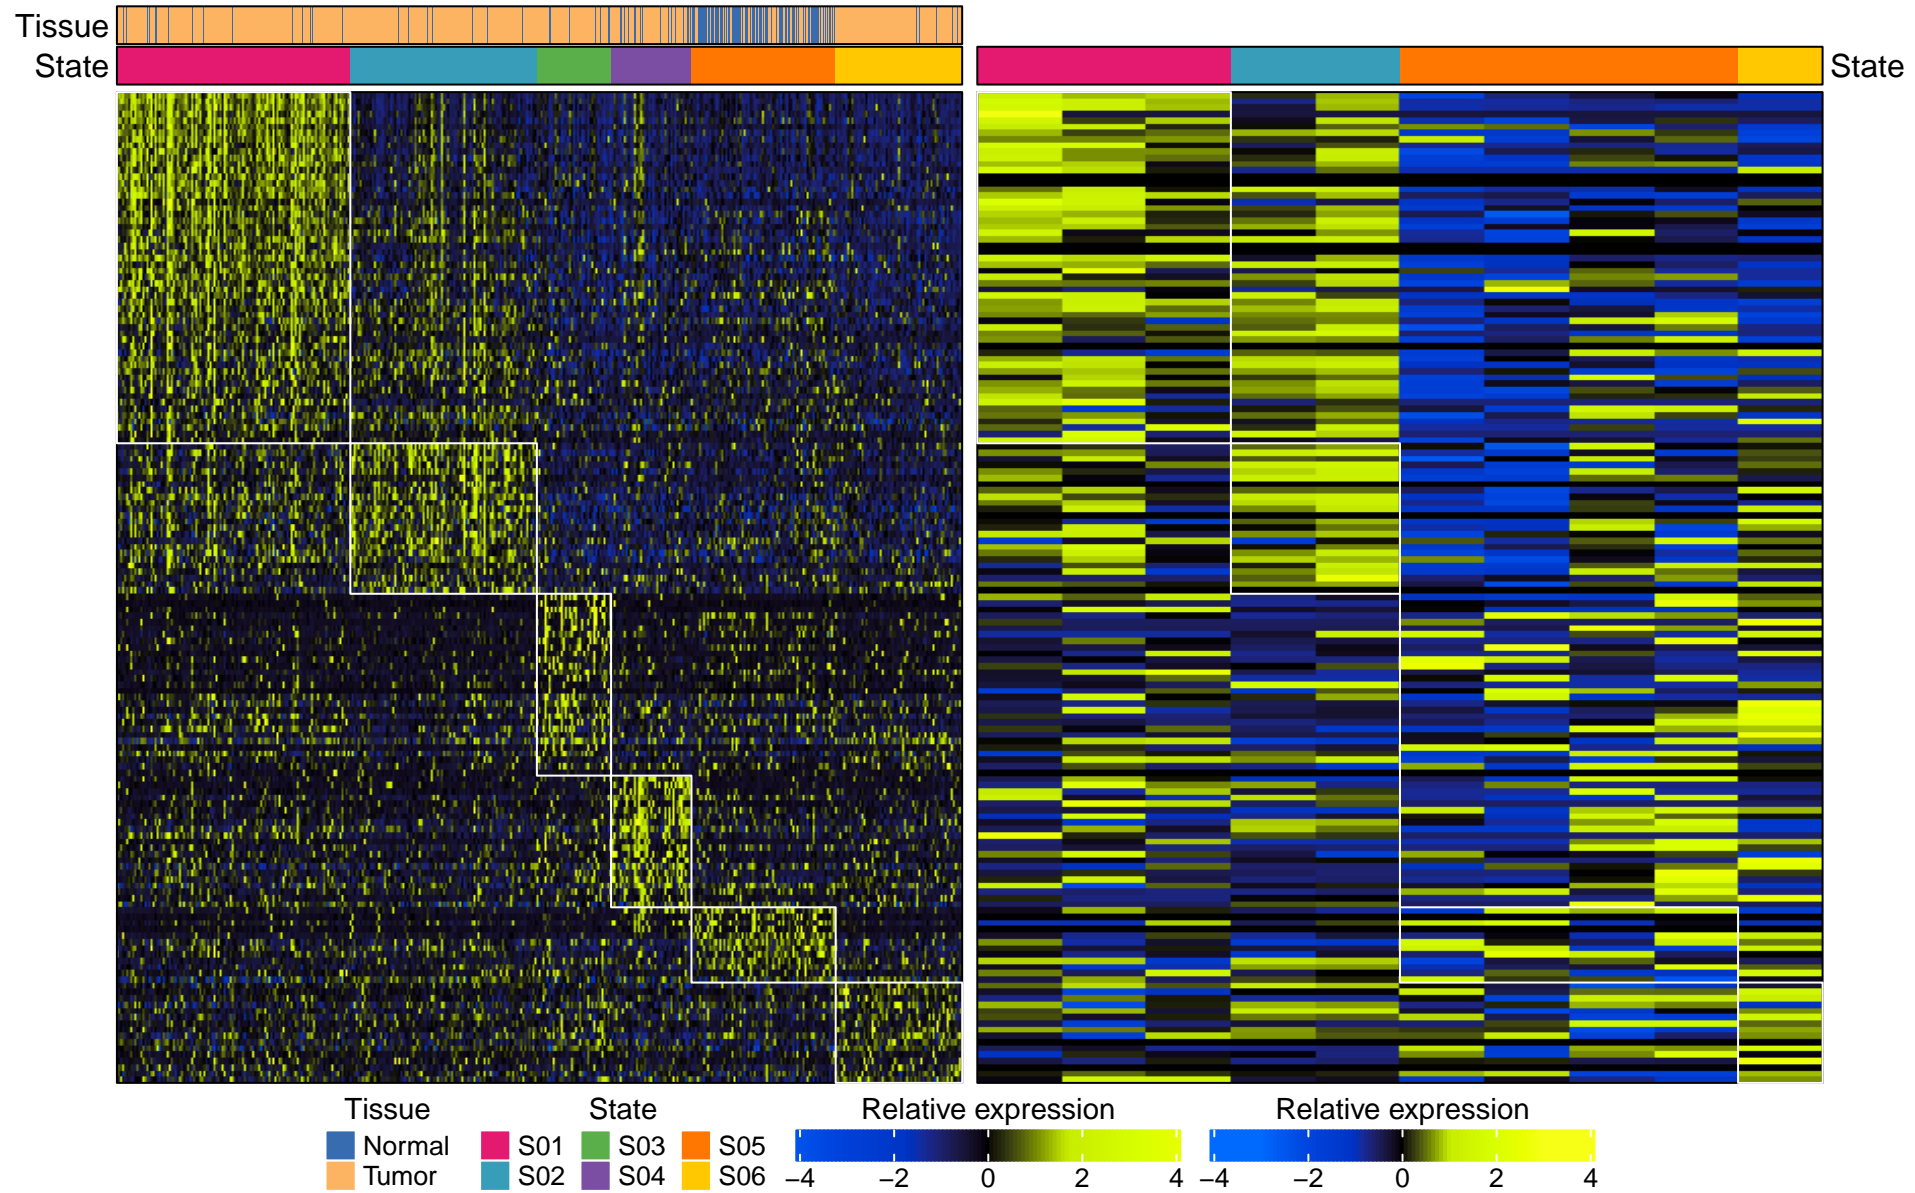 Tissue
State
State
Tissue State Relative expression Relative expression
Normal S01 S03 S05
Tumor S02 S04 S06
−4 −2 0 2 4 −4 −2 0 2 4